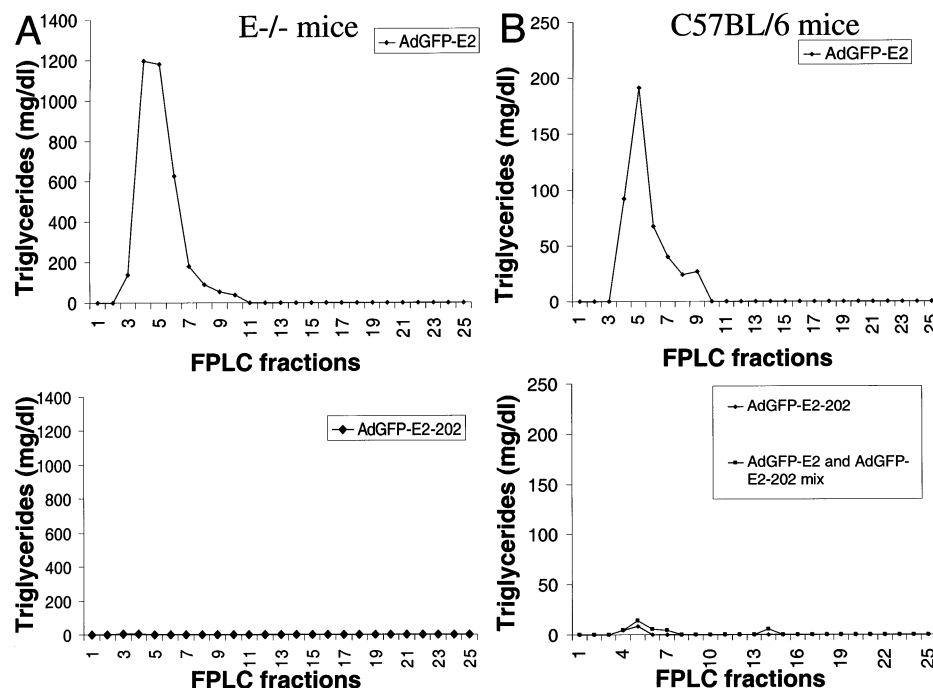 A
E-/- mice
AdGFP-E2
Triglycerides (mg/dl)
1400
1200
1000
800
600
400
200
0
1 3 5 7 9 11 13 15 17 19 21 23 25
FPLC fractions
B
C57BL/6 mice
AdGFP-E2
Triglycerides (mg/dl)
250
200
150
100
50
0
1 3 5 7 9 11 13 15 17 19 21 23 25
FPLC fractions
AdGFP-E2-202
Triglycerides (mg/dl)
1400
1200
1000
800
600
400
200
0
1 3 5 7 9 11 13 15 17 19 21 23 25
FPLC fractions
AdGFP-E2-202
AdGFP-E2 and AdGFP-
E2-202 mix
Triglycerides (mg/dl)
250
200
150
100
50
0
1 4 7 10 13 16 19 22 25
FPLC fractions